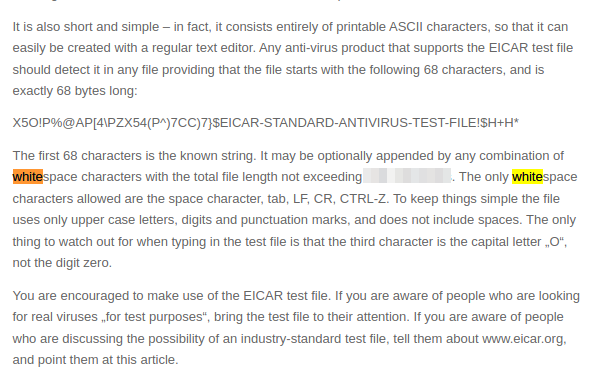 It is also short and simple – in fact, it consists entirely of printable ASCII characters, so that it can
easily be created with a regular text editor. Any anti-virus product that supports the EICAR test file
should detect it in any file providing that the file starts with the following 68 characters, and is
exactly 68 bytes long:
X5O!P%@AP[4\PZX54(P^)7CC)7}$EICAR-STANDARD-ANTIVIRUS-TEST-FILE!$H+H*
The first 68 characters is the known string. It may be optionally appended by any combination of
whitespace characters with the total file length not exceeding . The only whitespace
characters allowed are the space character, tab, LF, CR, CTRL-Z. To keep things simple the file
uses only upper case letters, digits and punctuation marks, and does not include spaces. The only
thing to watch out for when typing in the test file is that the third character is the capital letter „O“,
not the digit zero.
You are encouraged to make use of the EICAR test file. If you are aware of people who are looking
for real viruses „for test purposes“, bring the test file to their attention. If you are aware of people
who are discussing the possibility of an industry-standard test file, tell them about www.eicar.org,
and point them at this article.